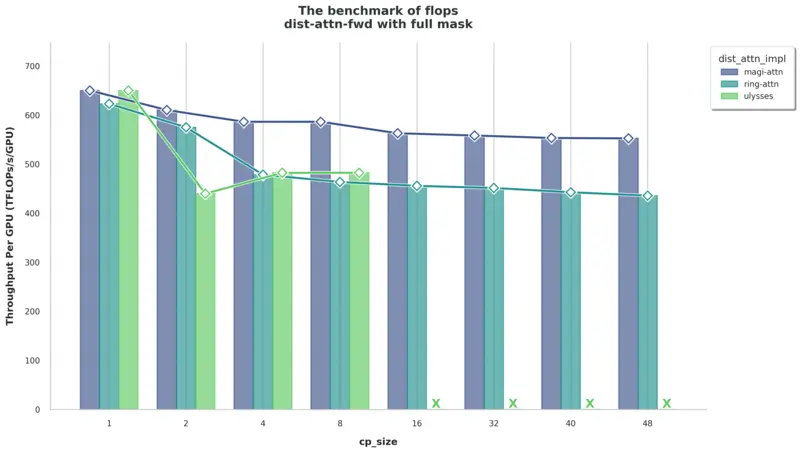 The benchmark of flops
dist-attn-fwd with full mask
dist_attn_impl
magi-attn
ring-attn
ulysses
Throughput Per GPU (TFLOPs/s/GPU)
700
600
500
400
300
200
100
0
X X X X
1 2 4 8 16 32 40 48
cp_size